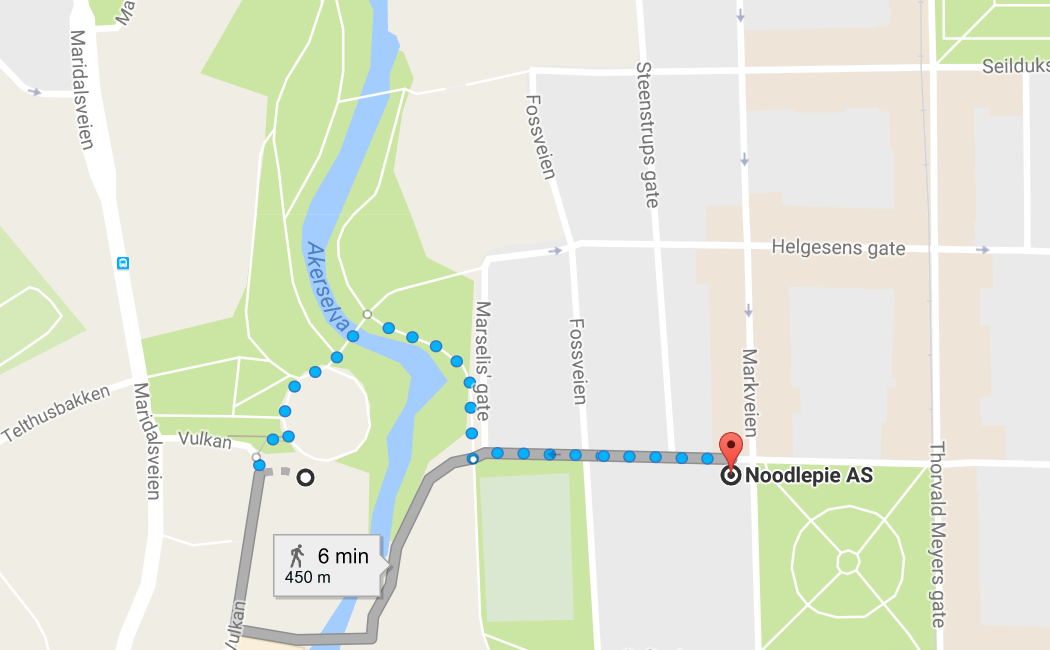 Ma
Maridalsveien
Seilduks
Steenstrups gate
Fossveien
Helgesens gate
Akerselva
Marselis' gate
Fossveien
Markveien
Telthusbakken
Maridalsveien
Vulkan
Thorvald Meyers gate
Noodlepie AS
6 min
450 m
Vulkan